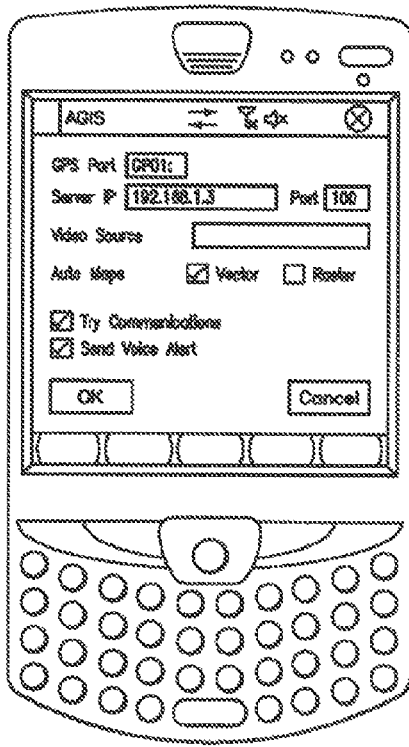 AGIS
GPS Port GPO1:
Server IP 192.168.1.3 Port 100
Video Source
Auto Maps Vector Raster
Try Communications
Send Voice Alert
OK Cancel